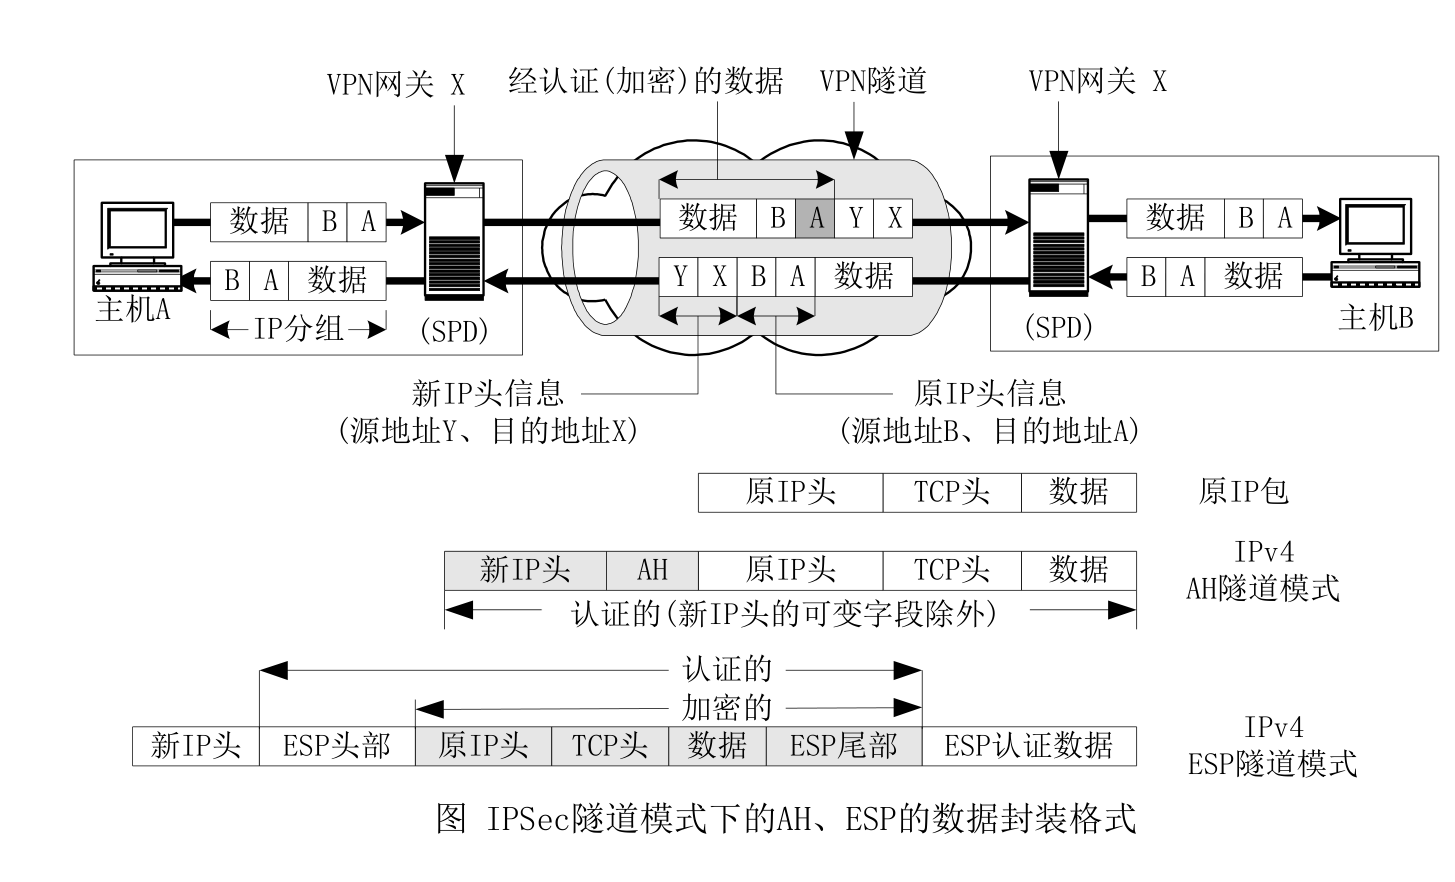 VPN网关 X
经认证(加密)的数据
VPN隧道
VPN网关 X
数据 B A
数据 B A Y X
数据 B A
B A 数据
Y X B A 数据
B A 数据
主机A
IP分组
(SPD)
(SPD)
主机B
新IP头信息
(源地址Y、目的地址X)
原IP头信息
(源地址B、目的地址A)
原IP头 TCP头 数据
原IP包
新IP头 AH 原IP头 TCP头 数据
IPv4
AH隧道模式
认证的(新IP头的可变字段除外)
认证的
加密的
新IP头 ESP头部 原IP头 TCP头 数据 ESP尾部 ESP认证数据
IPv4
ESP隧道模式
图 IPSec隧道模式下的AH、ESP的数据封装格式